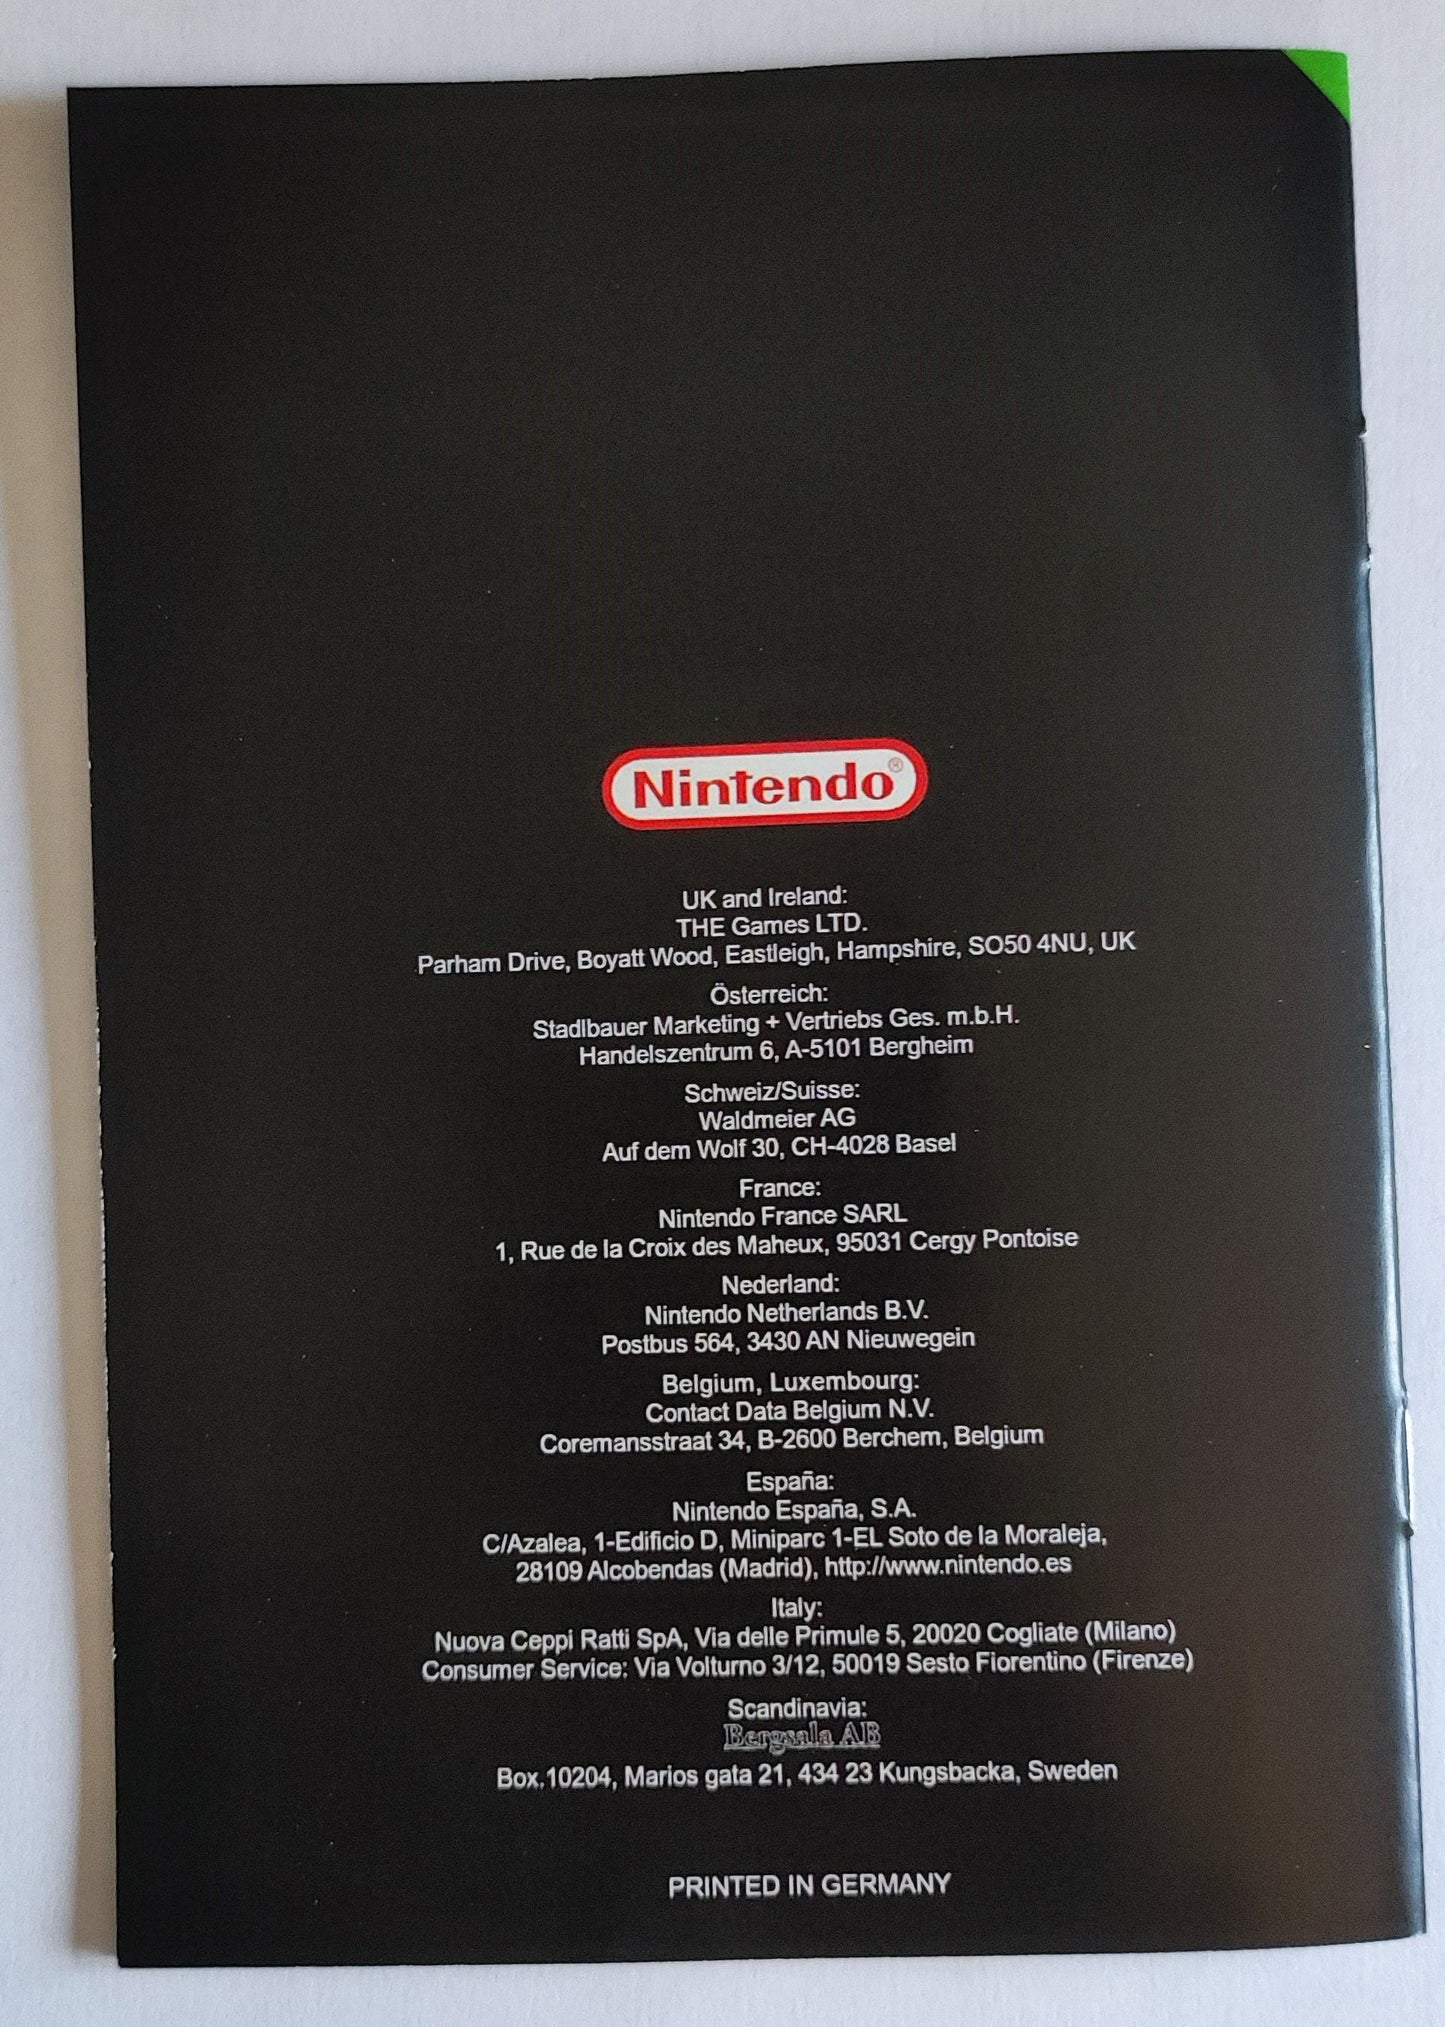 Nintendo®
UK and Ireland:
THE Games LTD.
Parham Drive, Boyatt Wood, Eastleigh, Hampshire, SO50 4NU, UK
Österreich:
Stadlbauer Marketing + Vertriebs Ges. m.b.H.
Handelszentrum 6, A-5101 Bergheim
Schweiz/Suisse:
Waldmeier AG
Auf dem Wolf 30, CH-4028 Basel
France:
Nintendo France SARL
1, Rue de la Croix des Maheux, 95031 Cergy Pontoise
Nederland:
Nintendo Netherlands B.V.
Postbus 564, 3430 AN Nieuwegein
Belgium, Luxembourg:
Contact Data Belgium N.V.
Coremansstraat 34, B-2600 Berchem, Belgium
España:
Nintendo España, S.A.
C/Azalea, 1-Edificio D, Miniparc 1-EL Soto de la Moraleja,
28109 Alcobendas (Madrid), http://www.nintendo.es
Italy:
Nuova Ceppi Ratti SpA, Via delle Primule 5, 20020 Cogliate (Milano)
Consumer Service: Via Volturno 3/12, 50019 Sesto Fiorentino (Firenze)
Scandinavia:
Bergsala AB
Box.10204, Marios gata 21, 434 23 Kungsbacka, Sweden
PRINTED IN GERMANY